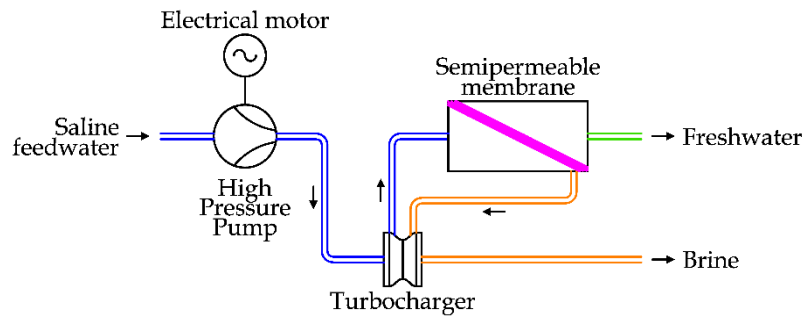 Electrical motor
Saline
feedwater
High
Pressure
Pump
Semipermeable
membrane
Freshwater
Turbocharger
Brine